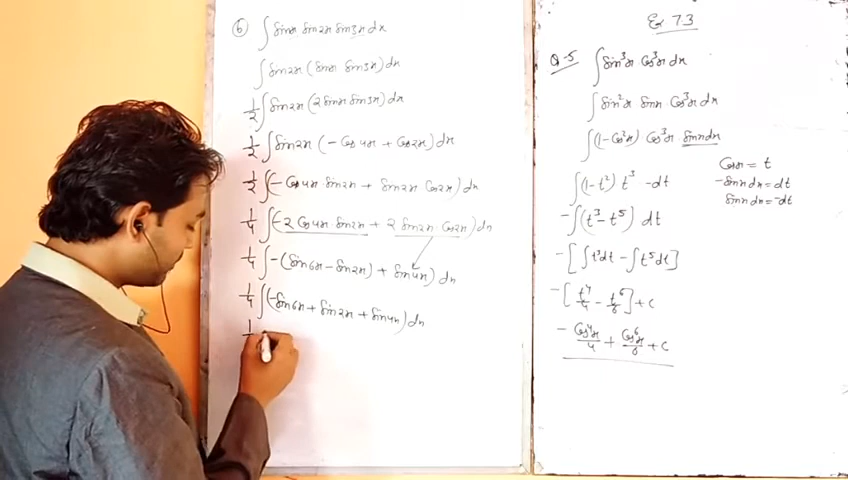 ⑥ ∫ sinx sin2x sin3x dx
∫ sin2x (sinx sin3x) dx
1/2 ∫ sin2x (2 sinx sin3x) dx
1/2 ∫ sin2x (- cos4x + cos2x) dx
1/2 ∫ (- cos4x · sin2x + sin2x cos2x) dx
1/4 ∫ (-2 cos4x · sin2x + 2 sin2x · cos2x) dx
1/4 ∫ -(sin6x - sin2x) + sin4x) dx
1/4 ∫ (-sin6x + sin2x + sin4x) dx
1
Ex 7.3
Q-5 ∫ sin³x cos³x dx
∫ sin²x sinx · cos³x dx
∫ (1-cos²x) cos³x · sinx dx
cosx = t
-sinx dx = dt
sinx dx = -dt
∫ (1-t²) t³ -dt
-∫ (t³ - t⁵] dt
-[ ∫ t³dt - ∫ t⁵dt ]
-[ t⁴/4 - t⁶/6 ] + c
- cos⁴x/4 + cos⁶x/6 + c